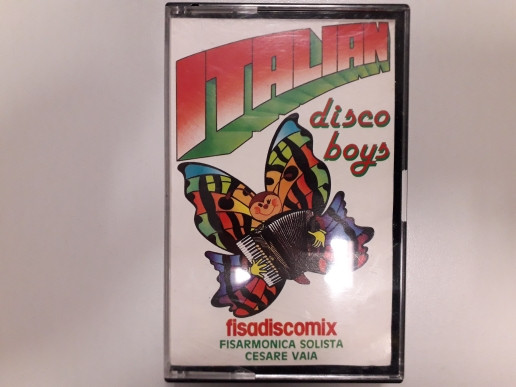 ITALIAN
disco
boys
fisadiscomix
FISARMONICA SOLISTA
CESARE VAIA